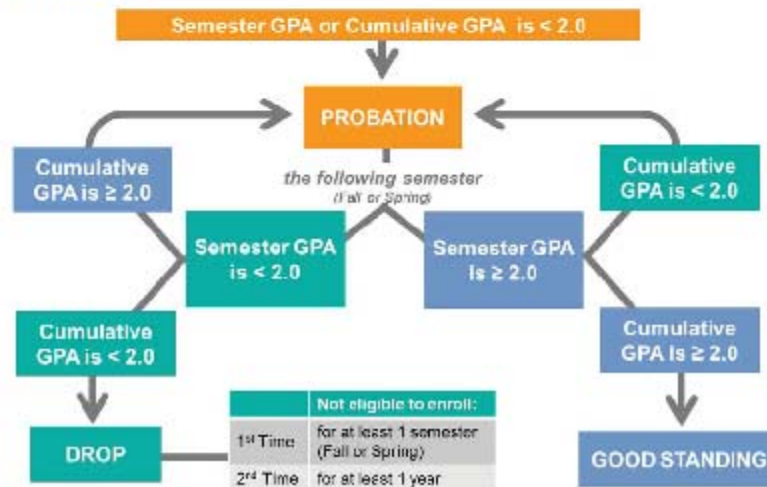 Semester GPA or Cumulative GPA is < 2.0
PROBATION
the following semester
(Fall or Spring)
Cumulative
GPA is ≥ 2.0
Cumulative
GPA is < 2.0
Semester GPA
is < 2.0
Semester GPA
is ≥ 2.0
Cumulative
GPA is < 2.0
Cumulative
GPA is ≥ 2.0
DROP
Not eligible to enroll:
1st Time for at least 1 semester
(Fall or Spring)
2nd Time for at least 1 year
GOOD STANDING